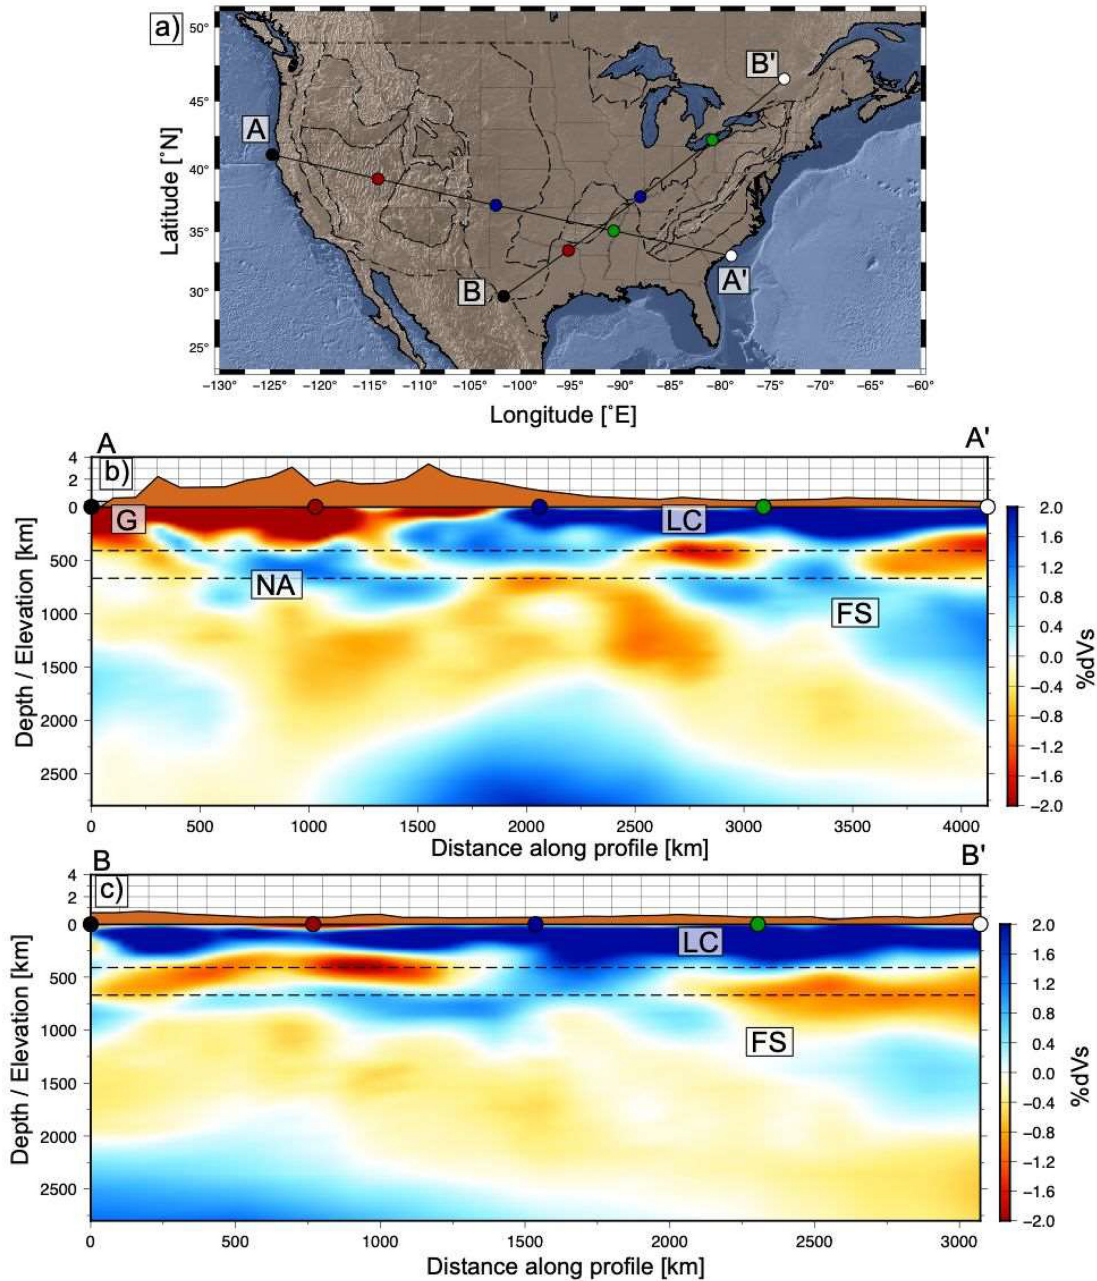 a)
50°
45°
40°
35°
30°
25°
Latitude [˚N]
A
B'
B
A'
−130° −125° −120° −115° −110° −105° −100° −95° −90° −85° −80° −75° −70° −65° −60°
Longitude [˚E]
A A'
b)
4
2
0
500
1000
1500
2000
2500
Depth / Elevation [km]
G
LC
NA
FS
0 500 1000 1500 2000 2500 3000 3500 4000
Distance along profile [km]
2.0
1.6
1.2
0.8
0.4
0.0
−0.4
−0.8
−1.2
−1.6
−2.0
%dVs
B B'
c)
4
2
0
500
1000
1500
2000
2500
Depth / Elevation [km]
LC
FS
0 500 1000 1500 2000 2500 3000
Distance along profile [km]
2.0
1.6
1.2
0.8
0.4
0.0
−0.4
−0.8
−1.2
−1.6
−2.0
%dVs